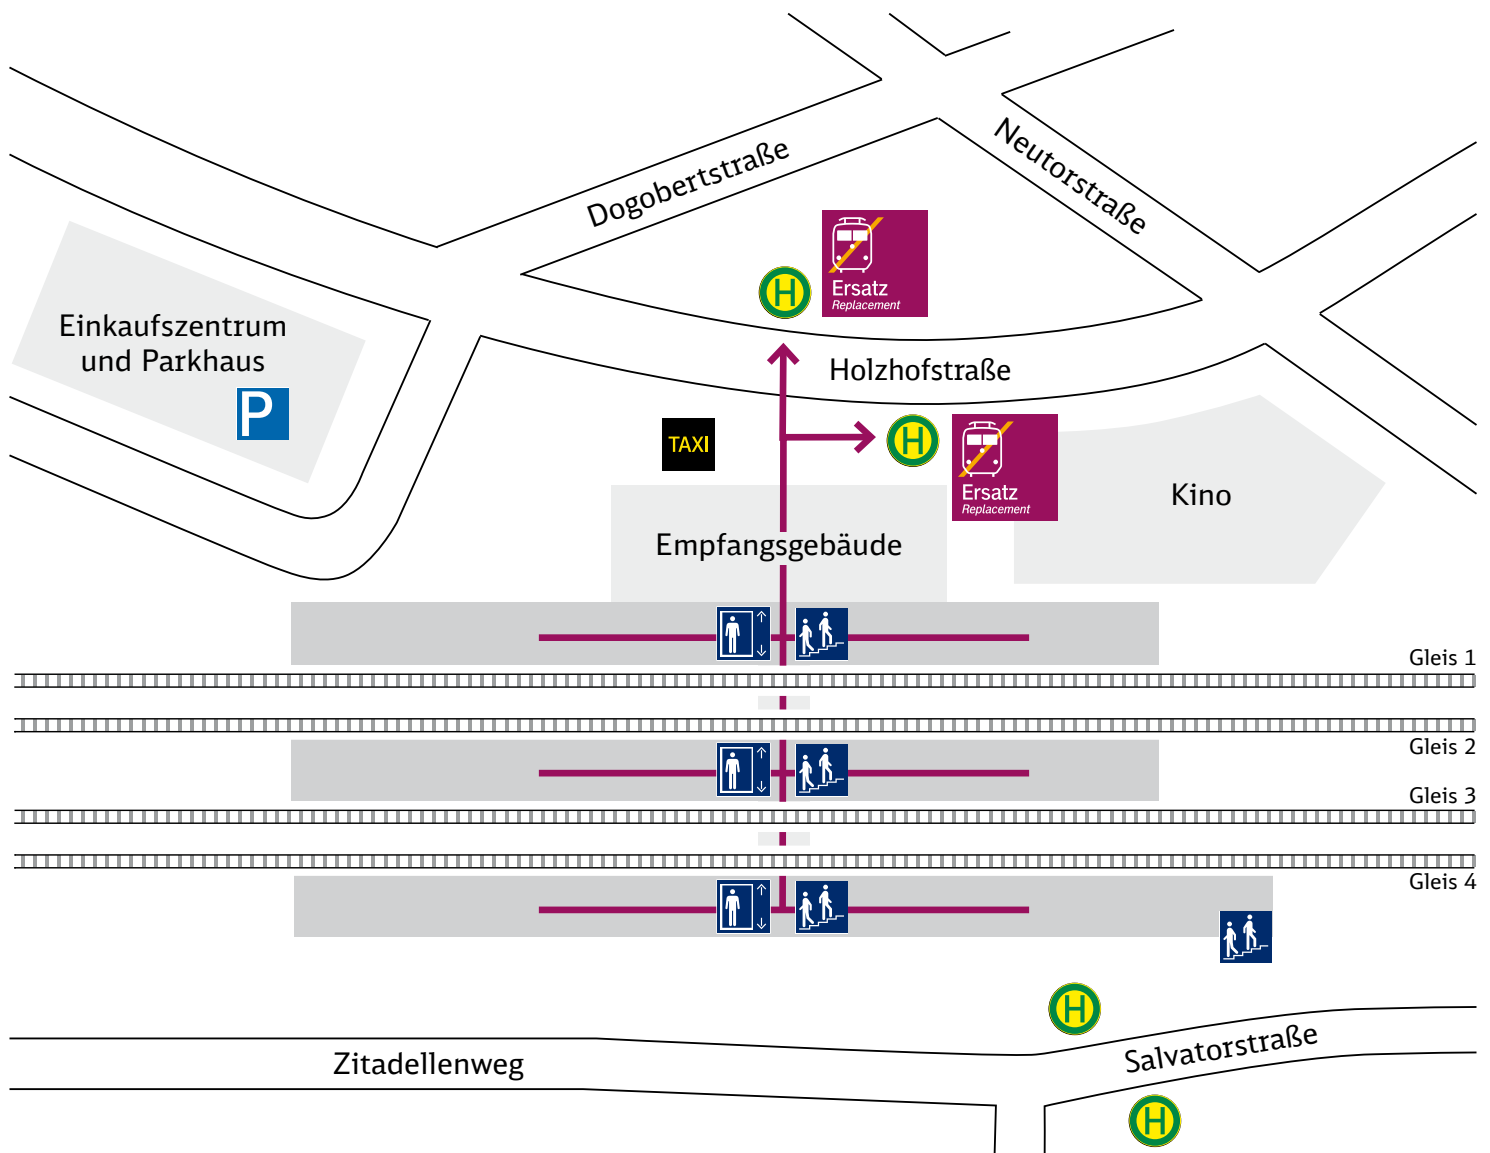 Dogobertstraße
Neutorstraße
H
Ersatz
Replacement
Einkaufszentrum
und Parkhaus
P
Holzhofstraße
TAXI
H
Ersatz
Replacement
Kino
Empfangsgebäude
Gleis 1
Gleis 2
Gleis 3
Gleis 4
H
Salvatorstraße
Zitadellenweg
H